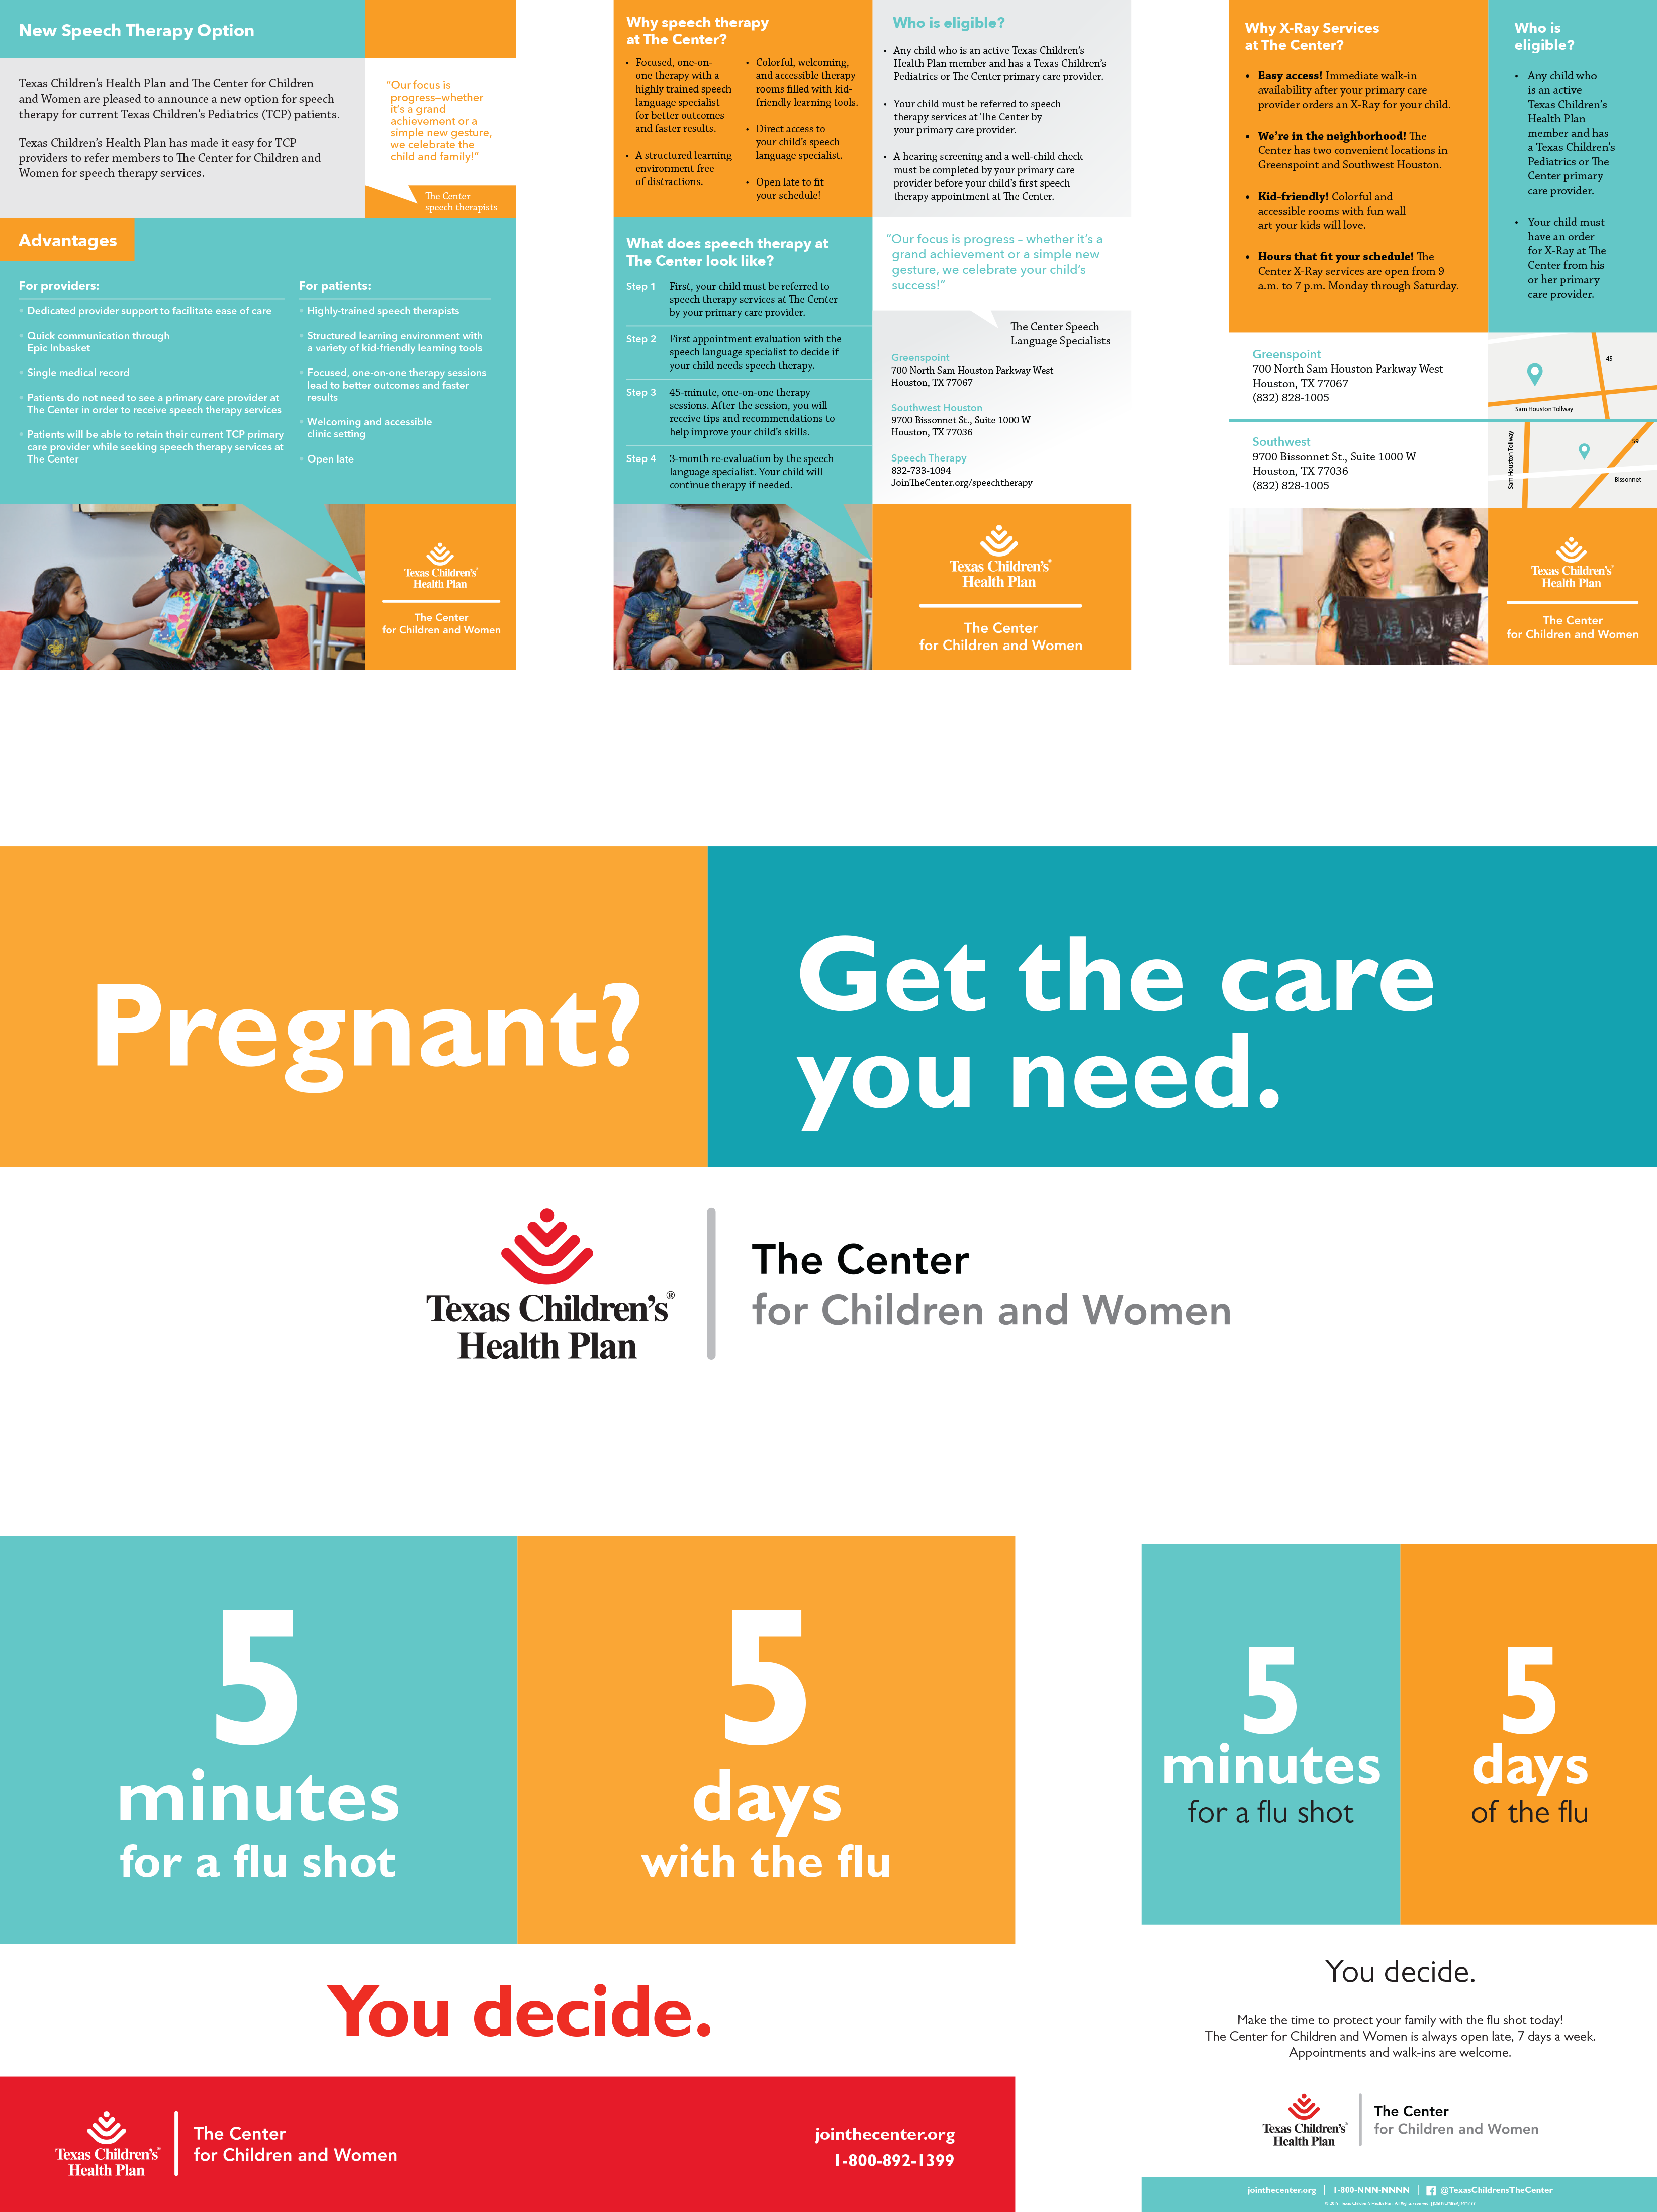 New Speech Therapy Option
Texas Children's Health Plan and The Center for Children
and Women are pleased to announce a new option for speech
therapy for current Texas Children's Pediatrics (TCP) patients.
Texas Children's Health Plan has made it easy for TCP
providers to refer members to The Center for Children and
Women for speech therapy services.
"Our focus is
progress—whether
it's a grand
achievement or a
simple new gesture,
we celebrate the
child and family!"
The Center
speech therapists
Advantages
For providers:
• Dedicated provider support to facilitate ease of care
• Quick communication through
Epic Inbasket
• Single medical record
• Patients do not need to see a primary care provider at
The Center in order to receive speech therapy services
• Patients will be able to retain their current TCP primary
care provider while seeking speech therapy services at
The Center
For patients:
• Highly-trained speech therapists
• Structured learning environment with
a variety of kid-friendly learning tools
• Focused, one-on-one therapy sessions
lead to better outcomes and faster
results
• Welcoming and accessible
clinic setting
• Open late
Texas Children's®
Health Plan
The Center
for Children and Women
Why speech therapy
at The Center?
• Focused, one-on-
one therapy with a
highly trained speech
language specialist
for better outcomes
and faster results.
• A structured learning
environment free
of distractions.
• Colorful, welcoming,
and accessible therapy
rooms filled with kid-
friendly learning tools.
• Direct access to
your child's speech
language specialist.
• Open late to fit
your schedule!
Who is eligible?
• Any child who is an active Texas Children's
Health Plan member and has a Texas Children's
Pediatrics or The Center primary care provider.
• Your child must be referred to speech
therapy services at The Center by
your primary care provider.
• A hearing screening and a well-child check
must be completed by your primary care
provider before your child's first speech
therapy appointment at The Center.
What does speech therapy at
The Center look like?
Step 1 First, your child must be referred to
speech therapy services at The Center
by your primary care provider.
Step 2 First appointment evaluation with the
speech language specialist to decide if
your child needs speech therapy.
Step 3 45-minute, one-on-one therapy
sessions. After the session, you will
receive tips and recommendations to
help improve your child's skills.
Step 4 3-month re-evaluation by the speech
language specialist. Your child will
continue therapy if needed.
"Our focus is progress – whether it's a
grand achievement or a simple new
gesture, we celebrate your child's
success!"
The Center Speech
Language Specialists
Greenspoint
700 North Sam Houston Parkway West
Houston, TX 77067
Southwest Houston
9700 Bissonnet St., Suite 1000 W
Houston, TX 77036
Speech Therapy
832-733-1094
JoinTheCenter.org/speechtherapy
Texas Children's®
Health Plan
The Center
for Children and Women
Why X-Ray Services
at The Center?
• Easy access! Immediate walk-in
availability after your primary care
provider orders an X-Ray for your child.
• We're in the neighborhood! The
Center has two convenient locations in
Greenspoint and Southwest Houston.
• Kid-friendly! Colorful and
accessible rooms with fun wall
art your kids will love.
• Hours that fit your schedule! The
Center X-Ray services are open from 9
a.m. to 7 p.m. Monday through Saturday.
Who is
eligible?
• Any child who
is an active
Texas Children's
Health Plan
member and has
a Texas Children's
Pediatrics or The
Center primary
care provider.
• Your child must
have an order
for X-Ray at The
Center from his
or her primary
care provider.
Greenspoint
700 North Sam Houston Parkway West
Houston, TX 77067
(832) 828-1005
45
Sam Houston Tollway
Southwest
9700 Bissonnet St., Suite 1000 W
Houston, TX 77036
(832) 828-1005
Sam Houston Tollway
59
Bissonnet
Texas Children's®
Health Plan
The Center
for Children and Women
Pregnant?
Get the care
you need.
Texas Children's®
Health Plan
The Center
for Children and Women
5
minutes
for a flu shot
5
days
with the flu
You decide.
Texas Children's®
Health Plan
The Center
for Children and Women
jointhecenter.org
1-800-892-1399
5
minutes
for a flu shot
5
days
of the flu
You decide.
Make the time to protect your family with the flu shot today!
The Center for Children and Women is always open late, 7 days a week.
Appointments and walk-ins are welcome.
Texas Children's®
Health Plan
The Center
for Children and Women
jointhecenter.org | 1-800-NNN-NNNN | @TexasChildrensTheCenter
Texas Children's Health Plan. All Rights reserved.